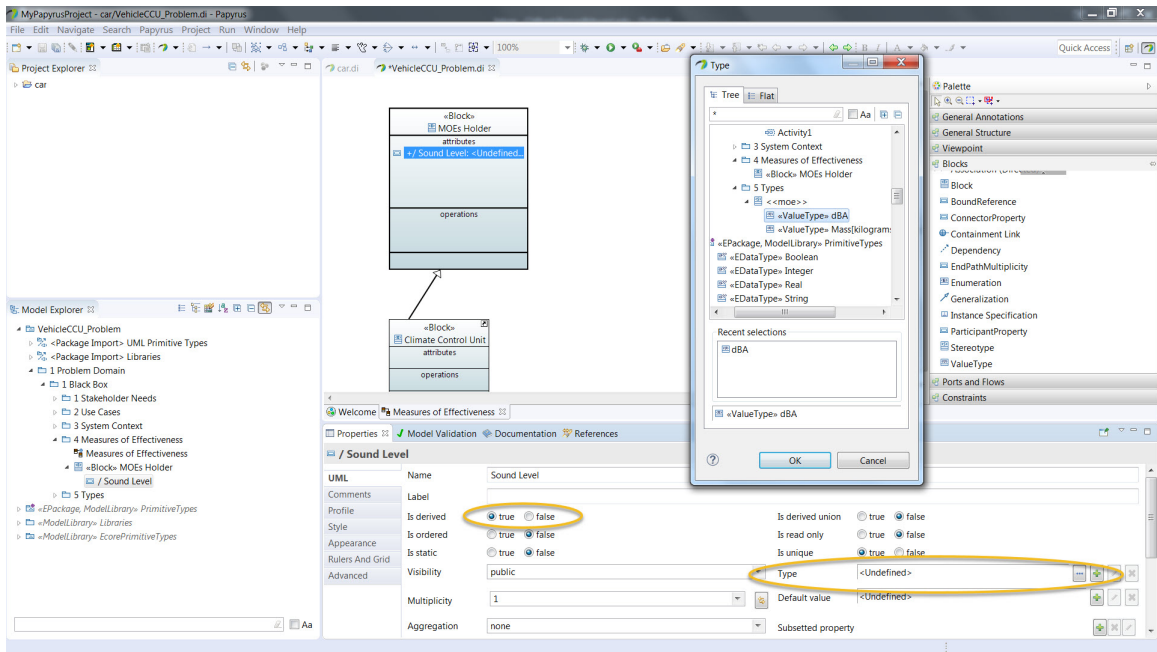 MyPapyrusProject - car/VehicleCCU_Problem.di - Papyrus
File Edit Navigate Search Papyrus Project Run Window Help
100%
B I A
Quick Access
Project Explorer
car
car.di
*VehicleCCU_Problem.di
«Block»
MOEs Holder
attributes
+/ Sound Level: <Undefined...
operations
«Block»
Climate Control Unit
attributes
operations
Type
Tree
Flat
*
Aa
Activity1
3 System Context
4 Measures of Effectiveness
«Block» MOEs Holder
5 Types
<<moe>>
«ValueType» dBA
«ValueType» Mass[kilograms
«EPackage, ModelLibrary» PrimitiveTypes
«EDataType» Boolean
«EDataType» Integer
«EDataType» Real
«EDataType» String
Recent selections
dBA
«ValueType» dBA
OK
Cancel
Palette
General Annotations
General Structure
Viewpoint
Blocks
Block
BoundReference
ConnectorProperty
Containment Link
Dependency
EndPathMultiplicity
Enumeration
Generalization
Instance Specification
ParticipantProperty
Stereotype
ValueType
Ports and Flows
Constraints
Model Explorer
VehicleCCU_Problem
<Package Import> UML Primitive Types
<Package Import> Libraries
1 Problem Domain
1 Black Box
1 Stakeholder Needs
2 Use Cases
3 System Context
4 Measures of Effectiveness
Measures of Effectiveness
«Block» MOEs Holder
/ Sound Level
5 Types
«EPackage, ModelLibrary» PrimitiveTypes
«ModelLibrary» Libraries
«ModelLibrary» EcorePrimitiveTypes
Aa
Welcome
Measures of Effectiveness
Properties
Model Validation
Documentation
References
/ Sound Level
UML
Comments
Profile
Style
Appearance
Rulers And Grid
Advanced
Name Sound Level
Label
Is derived true false Is derived union true false
Is ordered true false Is read only true false
Is static true false Is unique true false
Visibility public Type <Undefined>
Multiplicity 1 Default value <Undefined>
Aggregation none Subsetted property